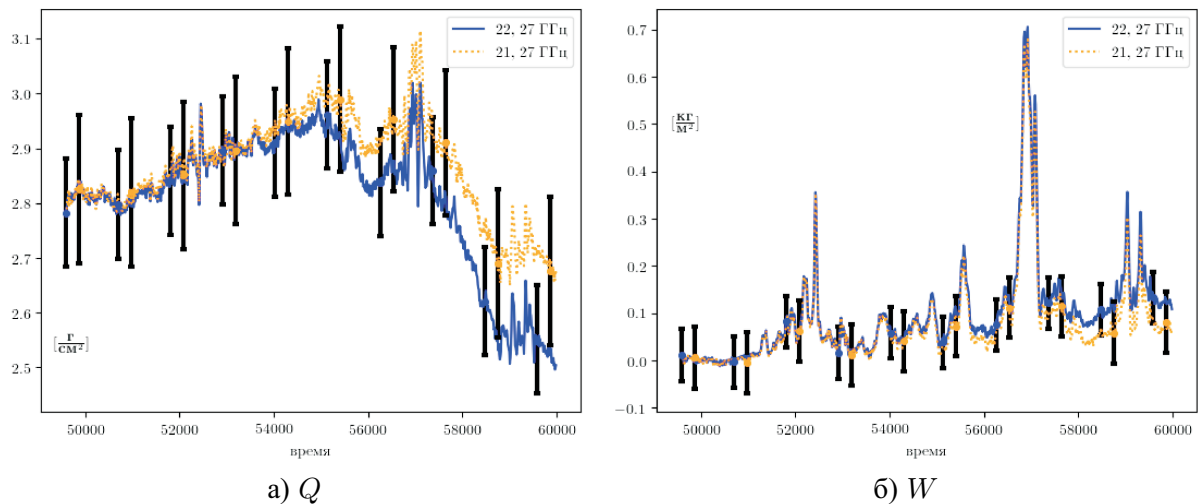 3.1
3.0
2.9
2.8
2.7
2.6
2.5
22, 27 ГГц
21, 27 ГГц
[г/см²]
50000 52000 54000 56000 58000 60000
время
а) Q
0.7
0.6
0.5
0.4
0.3
0.2
0.1
0.0
−0.1
22, 27 ГГц
21, 27 ГГц
[кг/м²]
50000 52000 54000 56000 58000 60000
время
б) W